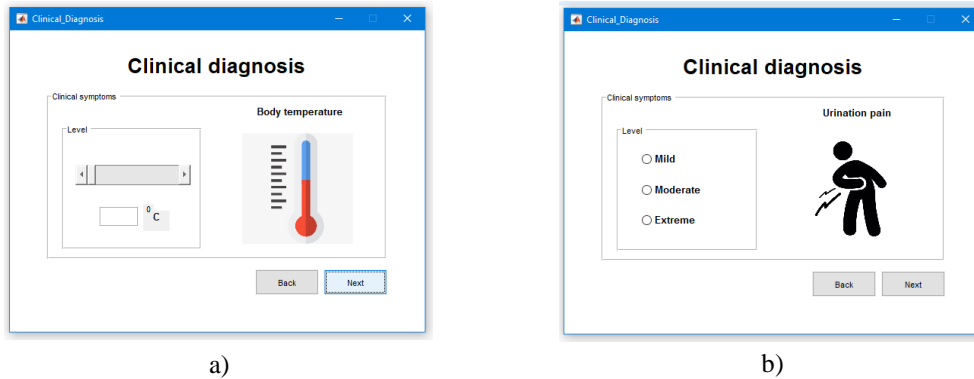 Clinical_Diagnosis
Clinical diagnosis
Clinical symptoms
Body temperature
Level
0
C
Back
Next
a)
Clinical_Diagnosis
Clinical diagnosis
Clinical symptoms
Urination pain
Level
Mild
Moderate
Extreme
Back
Next
b)